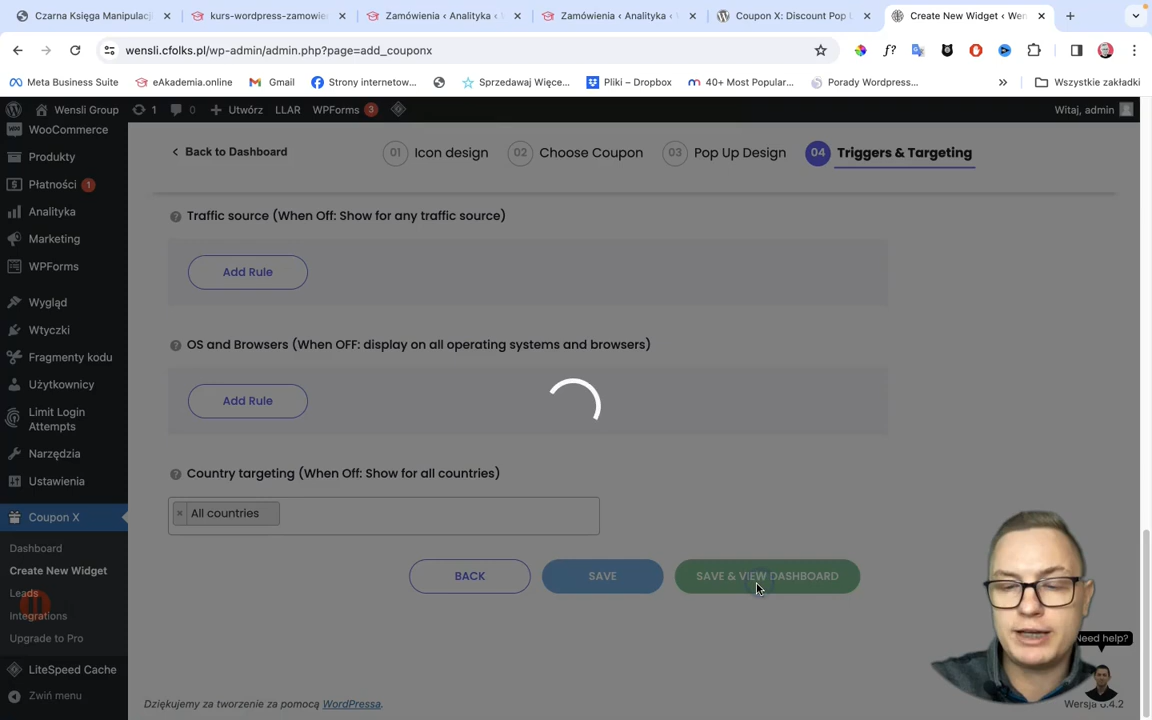 Czarna Księga Manipulacj
kurs-wordpress-zamowie
Zamówienia ‹ Analityka ‹
Zamówienia ‹ Analityka ‹
Coupon X: Discount Pop U
Create New Widget ‹ Wen
wensli.cfolks.pl/wp-admin/admin.php?page=add_couponx
Meta Business Suite
eAkademia.online
Gmail
Strony internetow...
Sprzedawaj Więce...
Pliki – Dropbox
40+ Most Popular...
Porady Wordpress...
Wszystkie zakładki
Wensli Group
1
0
Utwórz
LLAR
WPForms 3
Witaj, admin
WooCommerce
Produkty
Płatności 1
Analityka
Marketing
WPForms
Wygląd
Wtyczki
Fragmenty kodu
Użytkownicy
Limit Login
Attempts
Narzędzia
Ustawienia
Coupon X
Dashboard
Create New Widget
Leads
Integrations
Upgrade to Pro
LiteSpeed Cache
Zwiń menu
Back to Dashboard
01 Icon design
02 Choose Coupon
03 Pop Up Design
04 Triggers & Targeting
Traffic source (When Off: Show for any traffic source)
Add Rule
OS and Browsers (When OFF: display on all operating systems and browsers)
Add Rule
Country targeting (When Off: Show for all countries)
× All countries
BACK
SAVE
SAVE & VIEW DASHBOARD
Need help?
Dziękujemy za tworzenie za pomocą WordPressa.
Wersja 6.4.2